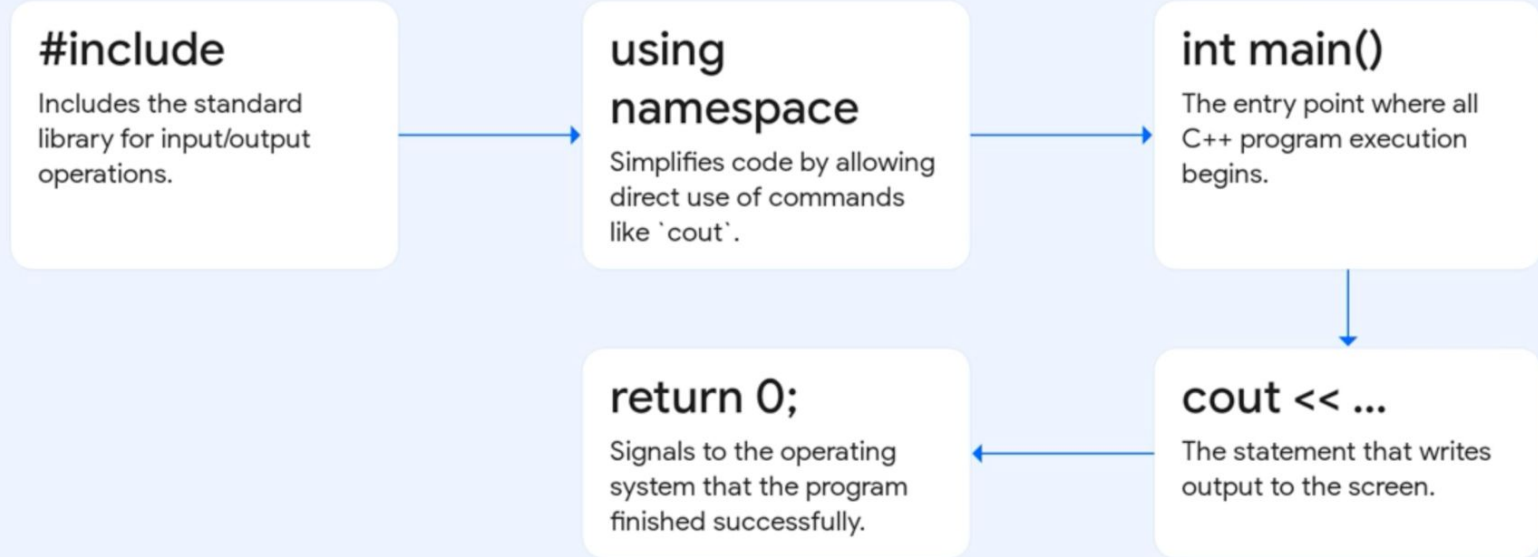 #include
Includes the standard
library for input/output
operations.
using
namespace
Simplifies code by allowing
direct use of commands
like `cout`.
int main()
The entry point where all
C++ program execution
begins.
cout << ...
The statement that writes
output to the screen.
return 0;
Signals to the operating
system that the program
finished successfully.